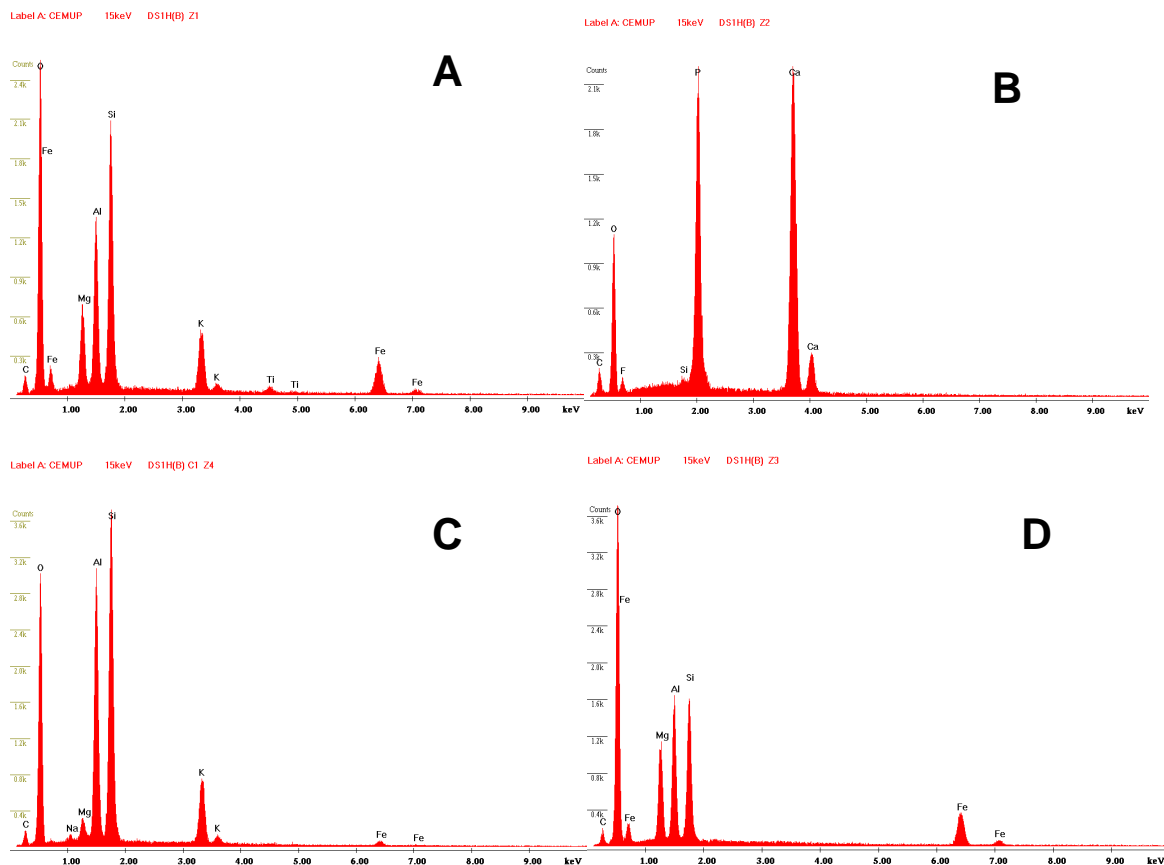 Label A: CEMUP 15keV DS1H(B) Z1
A
Counts
2.4k
2.1k
1.8k
1.5k
1.2k
0.9k
0.6k
0.3k
O
Fe
Si
Al
Mg
Fe
C
K
K
Ti
Ti
Fe
Fe
1.00 2.00 3.00 4.00 5.00 6.00 7.00 8.00 9.00 keV
Label A: CEMUP 15keV DS1H(B) Z2
B
Counts
2.1k
1.8k
1.5k
1.2k
0.9k
0.6k
0.3k
P
Ca
O
C
F
Si
Ca
1.00 2.00 3.00 4.00 5.00 6.00 7.00 8.00 9.00 keV
Label A: CEMUP 15keV DS1H(B) C1 Z4
C
Counts
3.6k
3.2k
2.8k
2.4k
2.0k
1.6k
1.2k
0.8k
0.4k
Si
O
Al
K
Mg
Na
C
K
Fe
Fe
1.00 2.00 3.00 4.00 5.00 6.00 7.00 8.00 9.00 keV
Label A: CEMUP 15keV DS1H(B) Z3
D
Counts
3.6k
3.2k
2.8k
2.4k
2.0k
1.6k
1.2k
0.8k
0.4k
O
Fe
Si
Al
Mg
C
Fe
Fe
Fe
1.00 2.00 3.00 4.00 5.00 6.00 7.00 8.00 9.00 keV